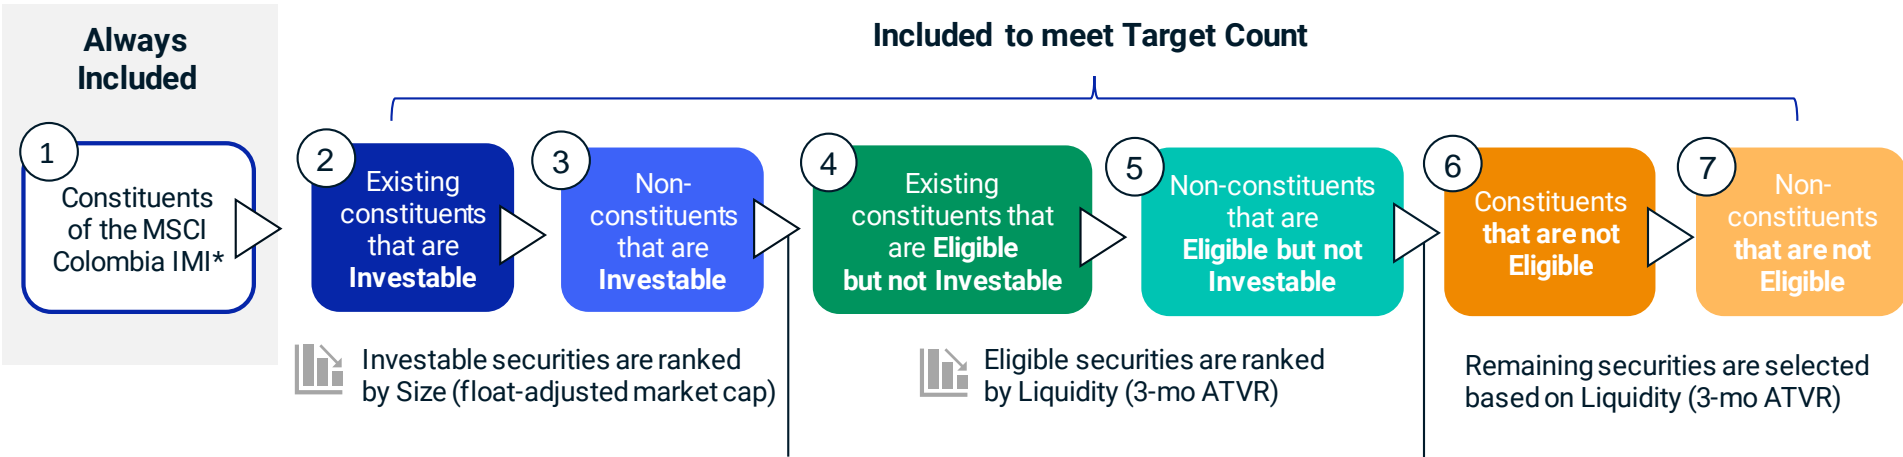 Always
Included
Included to meet Target Count
1
Constituents
of the MSCI
Colombia IMI*
2
Existing
constituents
that are
Investable
3
Non-
constituents
that are
Investable
4
Existing
constituents that
are Eligible
but not Investable
5
Non-constituents
that are
Eligible but not
Investable
6
Constituents
that are not
Eligible
7
Non-
constituents
that are not
Eligible
Investable securities are ranked
by Size (float-adjusted market cap)
Eligible securities are ranked
by Liquidity (3-mo ATVR)
Remaining securities are selected
based on Liquidity (3-mo ATVR)